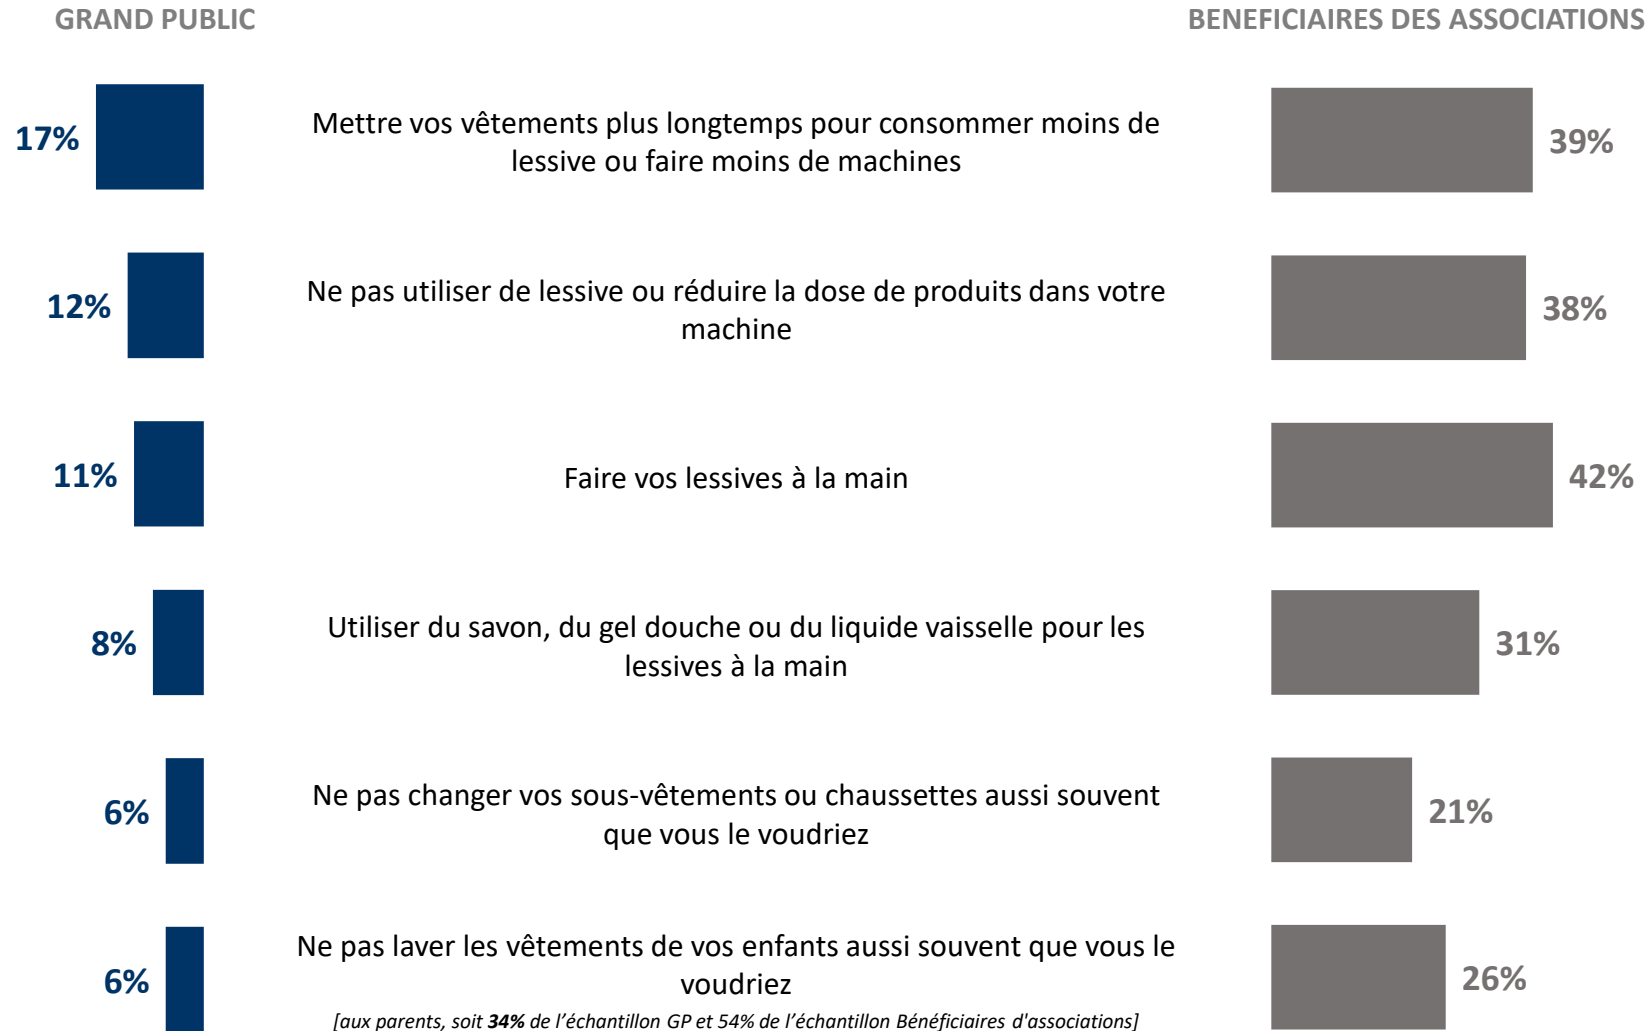 GRAND PUBLIC
BENEFICIAIRES DES ASSOCIATIONS
17%
Mettre vos vêtements plus longtemps pour consommer moins de
lessive ou faire moins de machines
39%
12%
Ne pas utiliser de lessive ou réduire la dose de produits dans votre
machine
38%
11%
Faire vos lessives à la main
42%
8%
Utiliser du savon, du gel douche ou du liquide vaisselle pour les
lessives à la main
31%
6%
Ne pas changer vos sous-vêtements ou chaussettes aussi souvent
que vous le voudriez
21%
6%
Ne pas laver les vêtements de vos enfants aussi souvent que vous le
voudriez
26%
[aux parents, soit 34% de l’échantillon GP et 54% de l’échantillon Bénéficiaires d'associations]